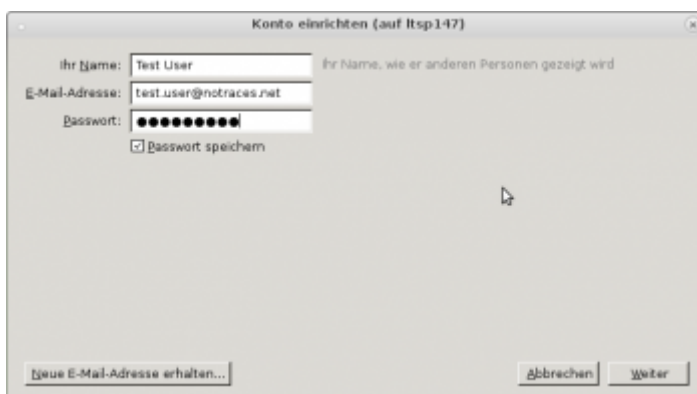 Konto einrichten (auf ltsp147)
Ihr Name: Test User Ihr Name, wie er anderen Personen gezeigt wird
E-Mail-Adresse: test.user@notraces.net
Passwort: ●●●●●●●●●
Passwort speichern
Neue E-Mail-Adresse erhalten... Abbrechen Weiter